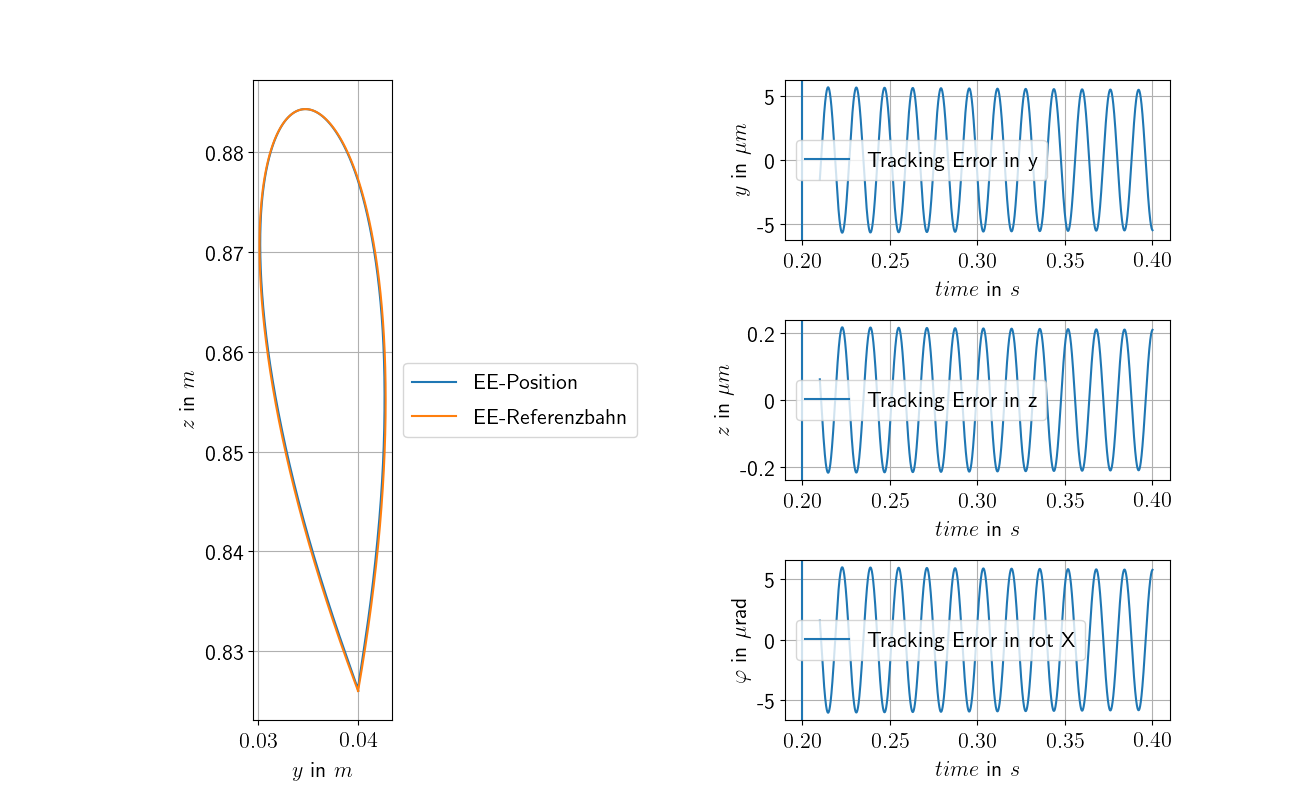 0.88
0.87
0.86
0.85
0.84
0.83
z in m
0.03 0.04
y in m
EE-Position
EE-Referenzbahn
5
0
-5
y in μm
Tracking Error in y
0.20 0.25 0.30 0.35 0.40
time in s
0.2
0
-0.2
z in μm
Tracking Error in z
0.20 0.25 0.30 0.35 0.40
time in s
5
0
-5
φ in μrad
Tracking Error in rot X
0.20 0.25 0.30 0.35 0.40
time in s